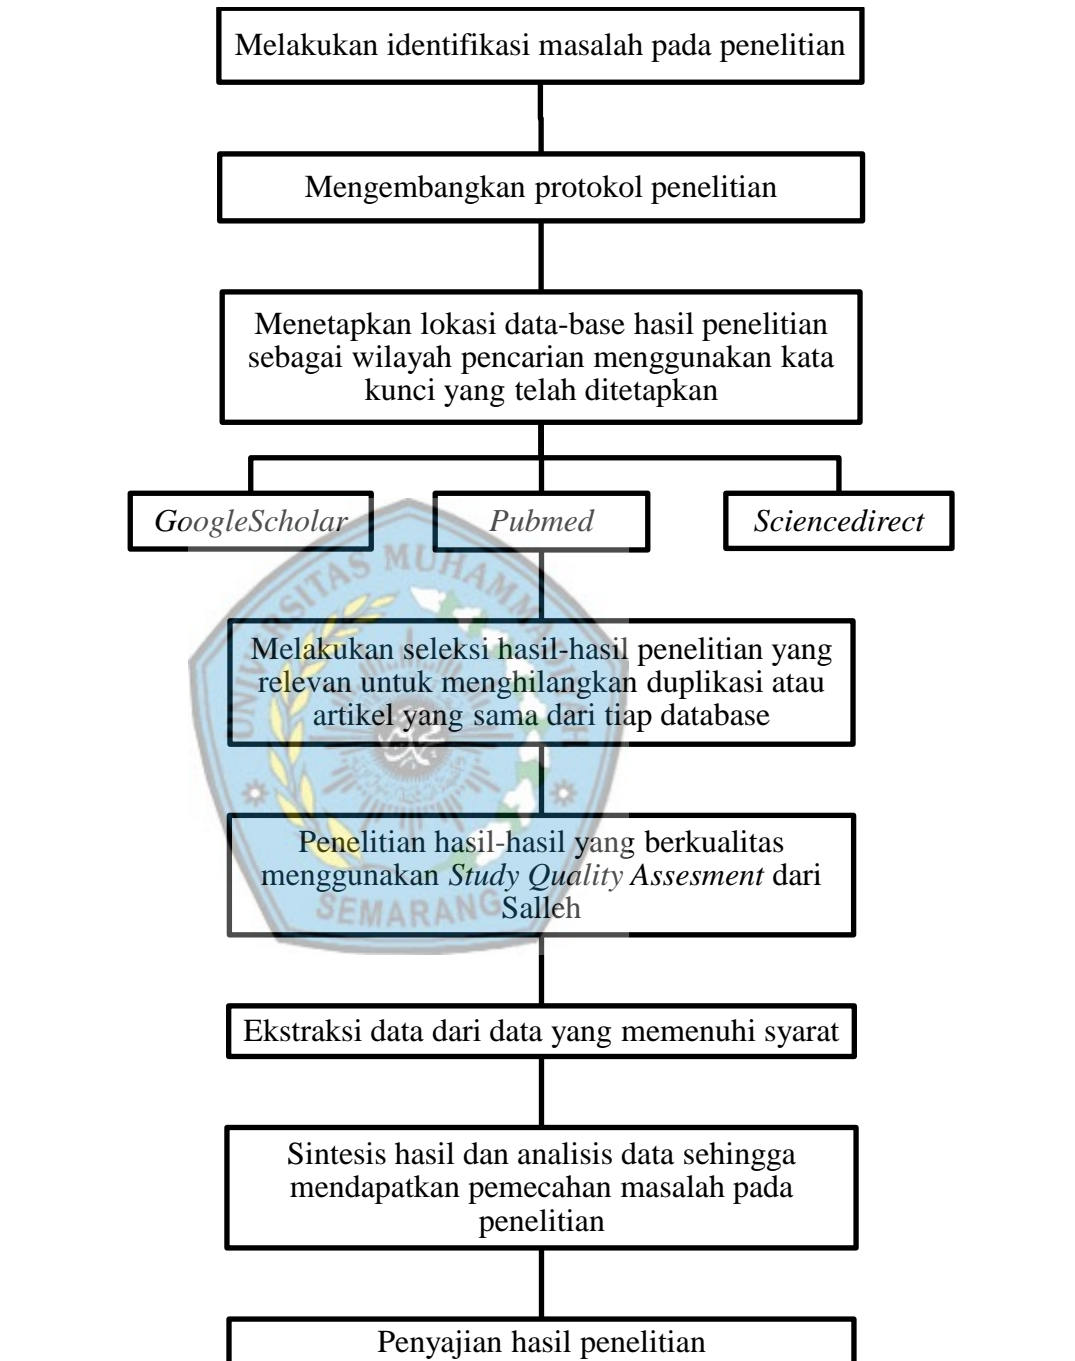 Melakukan identifikasi masalah pada penelitian
Mengembangkan protokol penelitian
Menetapkan lokasi data-base hasil penelitian
sebagai wilayah pencarian menggunakan kata
kunci yang telah ditetapkan
GoogleScholar
Pubmed
Sciencedirect
UNIVERSITAS MUHAMMADIYAH
Melakukan seleksi hasil-hasil penelitian yang
relevan untuk menghilangkan duplikasi atau
artikel yang sama dari tiap database
Penelitian hasil-hasil yang berkualitas
menggunakan Study Quality Assesment dari
Salleh
SEMARANG
Ekstraksi data dari data yang memenuhi syarat
Sintesis hasil dan analisis data sehingga
mendapatkan pemecahan masalah pada
penelitian
Penyajian hasil penelitian